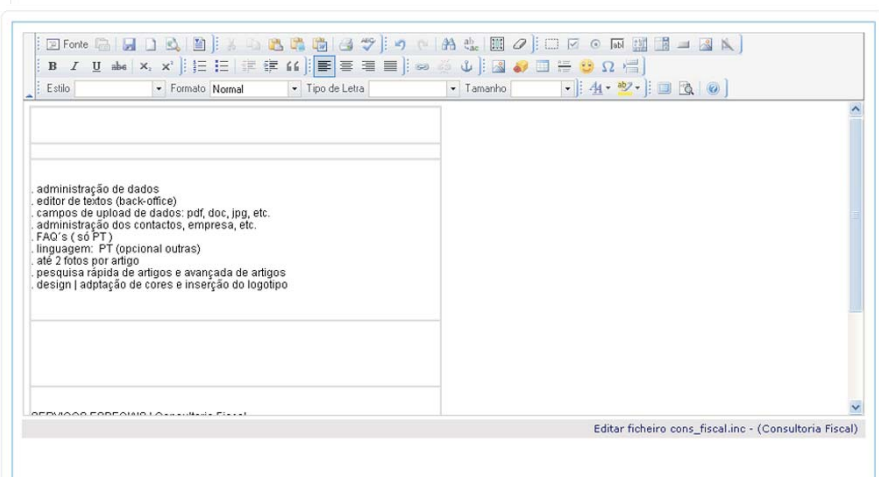 Fonte
B I U abc x₂ x²
Estilo Formato Normal Tipo de Letra Tamanho
. administração de dados
. editor de textos (back-office)
. campos de upload de dados: pdf, doc, jpg, etc.
. administração dos contactos, empresa, etc.
. FAQ´s ( só PT )
. linguagem: PT (opcional outras)
. até 2 fotos por artigo
. pesquisa rápida de artigos e avançada de artigos
. design | adptação de cores e inserção do logotipo
Editar ficheiro cons_fiscal.inc - (Consultoria Fiscal)